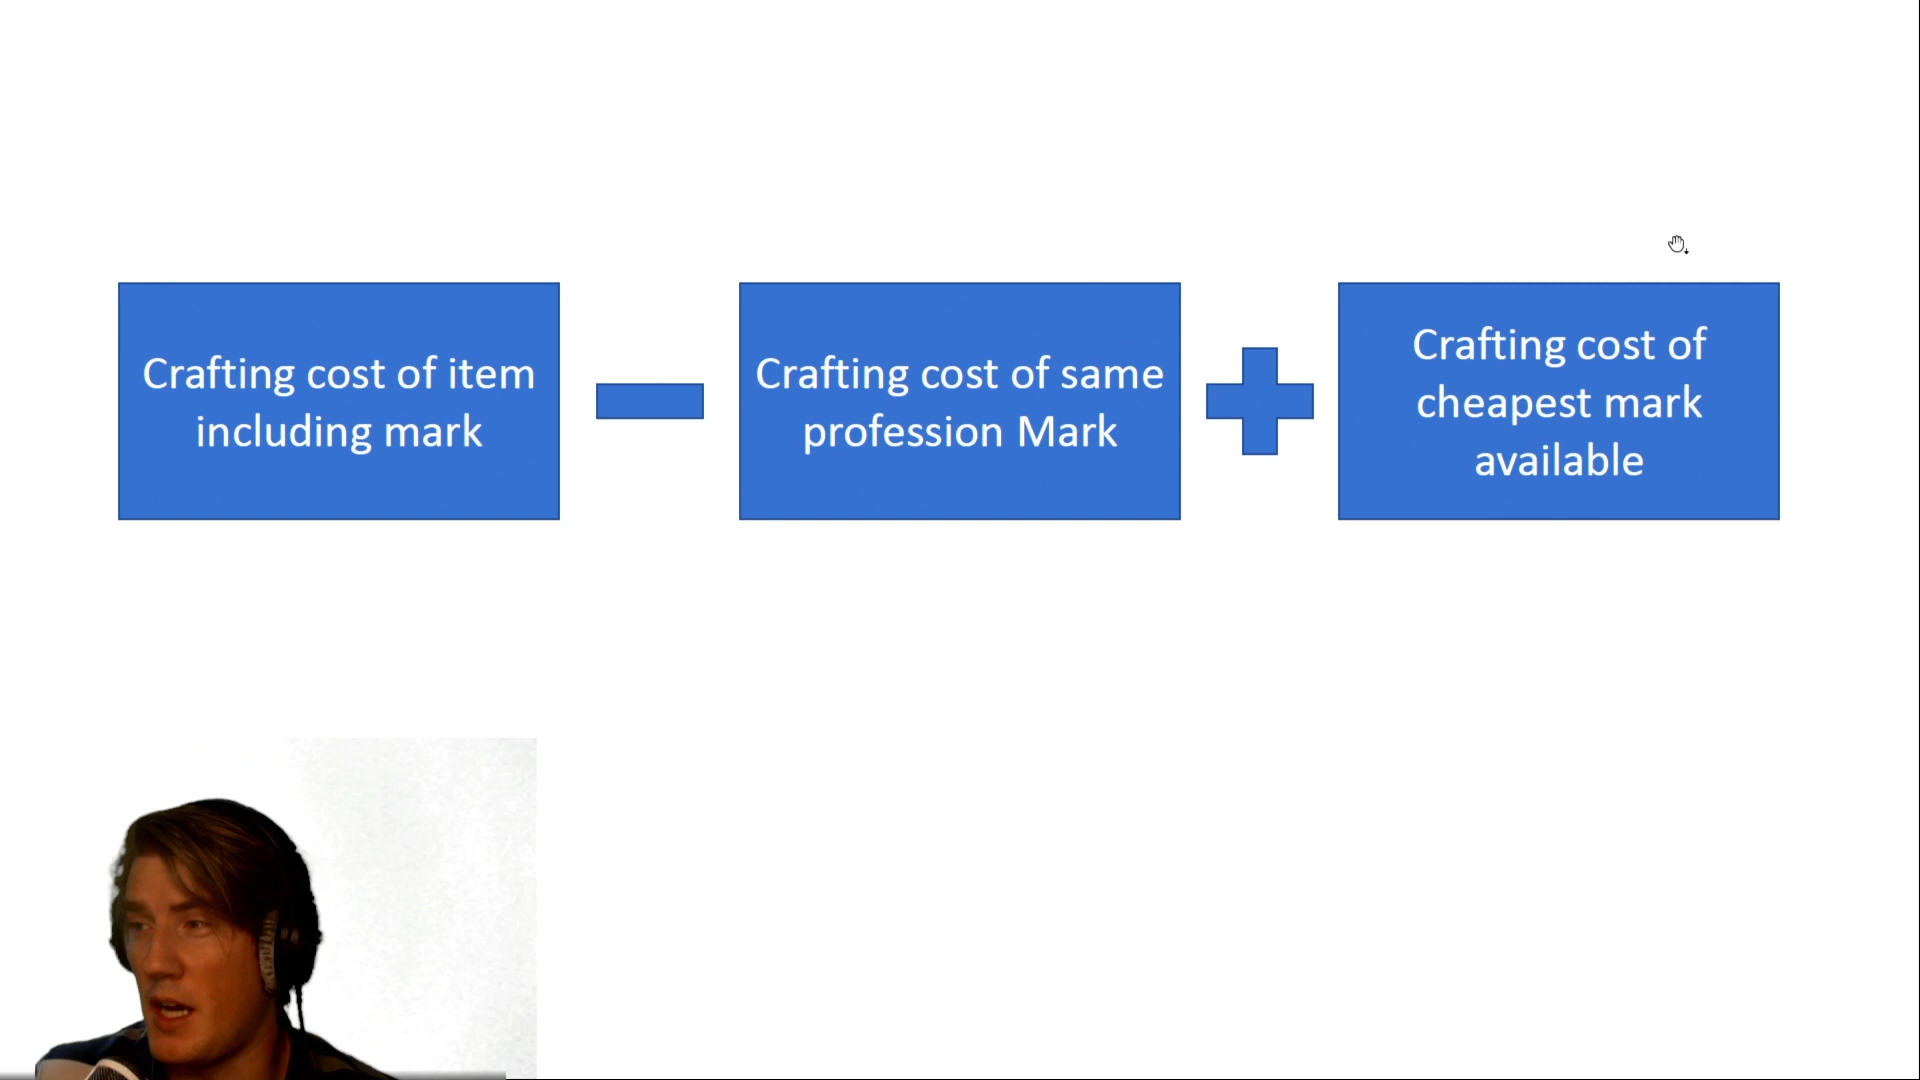 Crafting cost of item
including mark
Crafting cost of same
profession Mark
Crafting cost of
cheapest mark
available